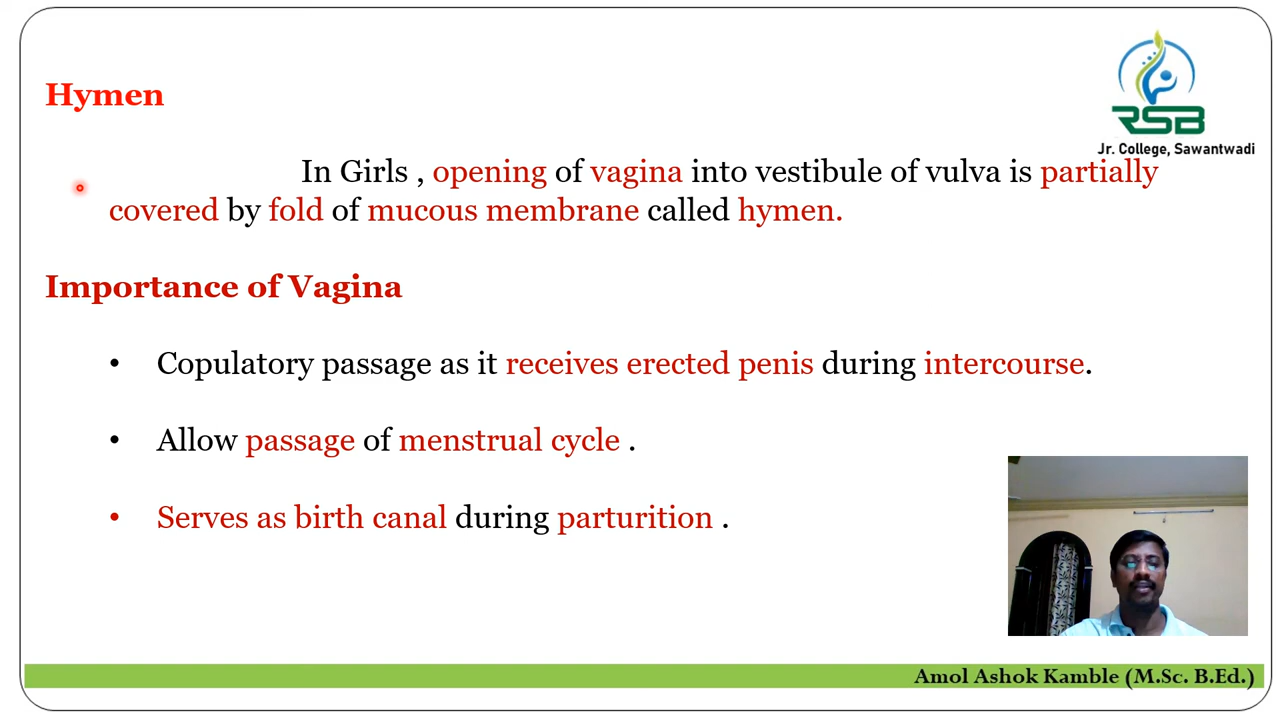 Hymen
RSB
Jr. College, Sawantwadi
In Girls , opening of vagina into vestibule of vulva is partially
covered by fold of mucous membrane called hymen.
Importance of Vagina
• Copulatory passage as it receives erected penis during intercourse.
• Allow passage of menstrual cycle .
• Serves as birth canal during parturition .
Amol Ashok Kamble (M.Sc. B.Ed.)